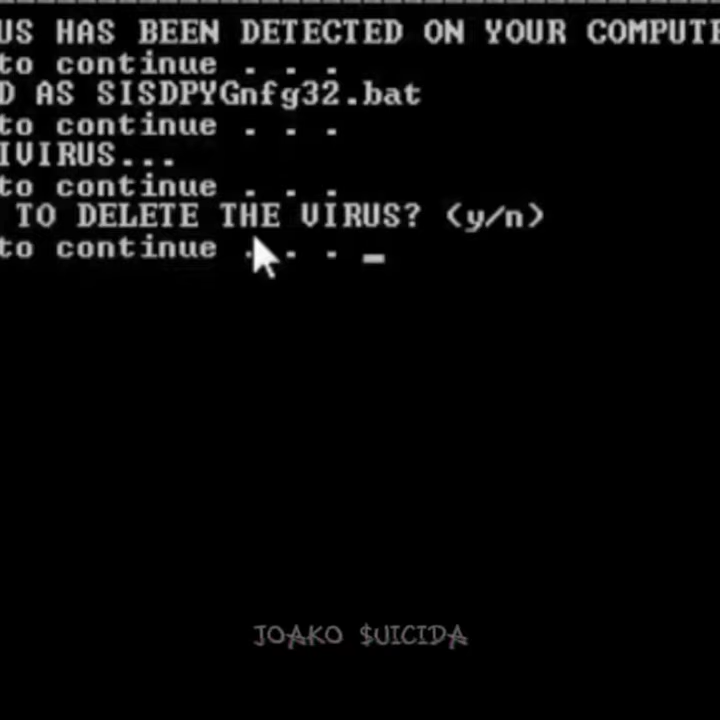 US HAS BEEN DETECTED ON YOUR COMPUTE
to continue . . .
D AS SISDPYGnfg32.bat
to continue . . .
IVIRUS...
to continue . . .
TO DELETE THE VIRUS? (y/n)
to continue . . . _
JOAKO $UICIDA